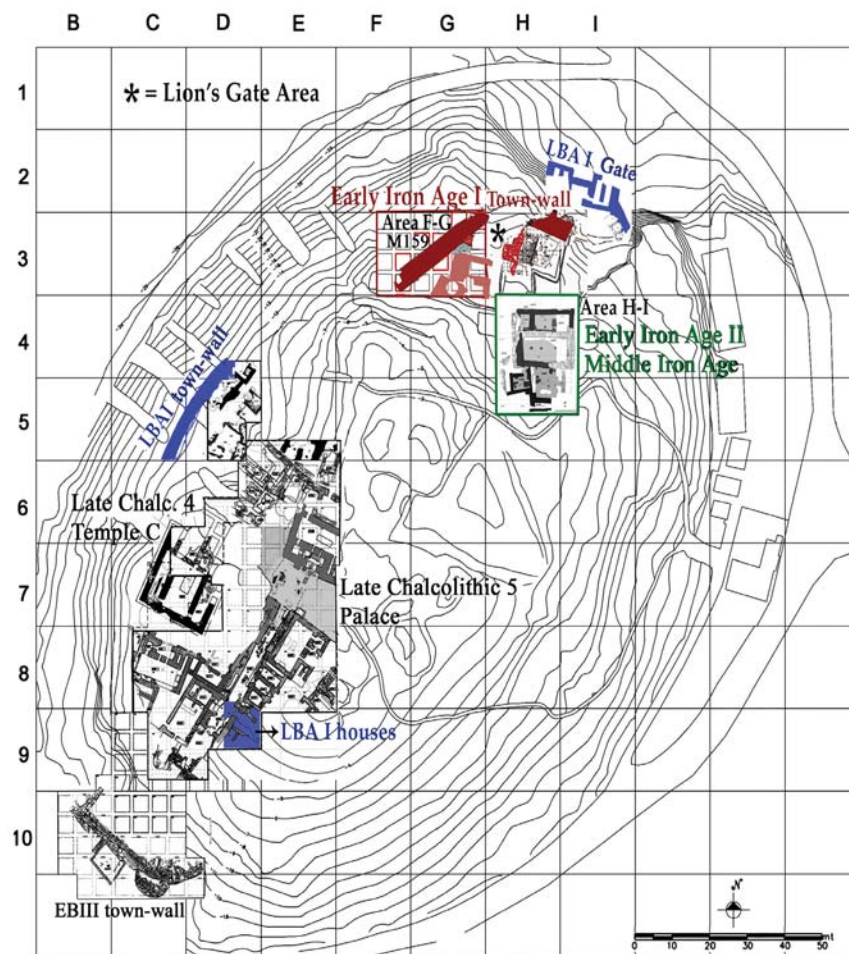 B C D E F G H I
1
* = Lion's Gate Area
2
LBA I Gate
Early Iron Age I Town-wall
Area F-G
M159
*
3
4
Area H-I
Early Iron Age II
Middle Iron Age
LBAI town-wall
5
6
Late Chalc. 4
Temple C
7
Late Chalcolithic 5
Palace
8
LBA I houses
9
10
EBIII town-wall
N
0 10 20 30 40 50 mt